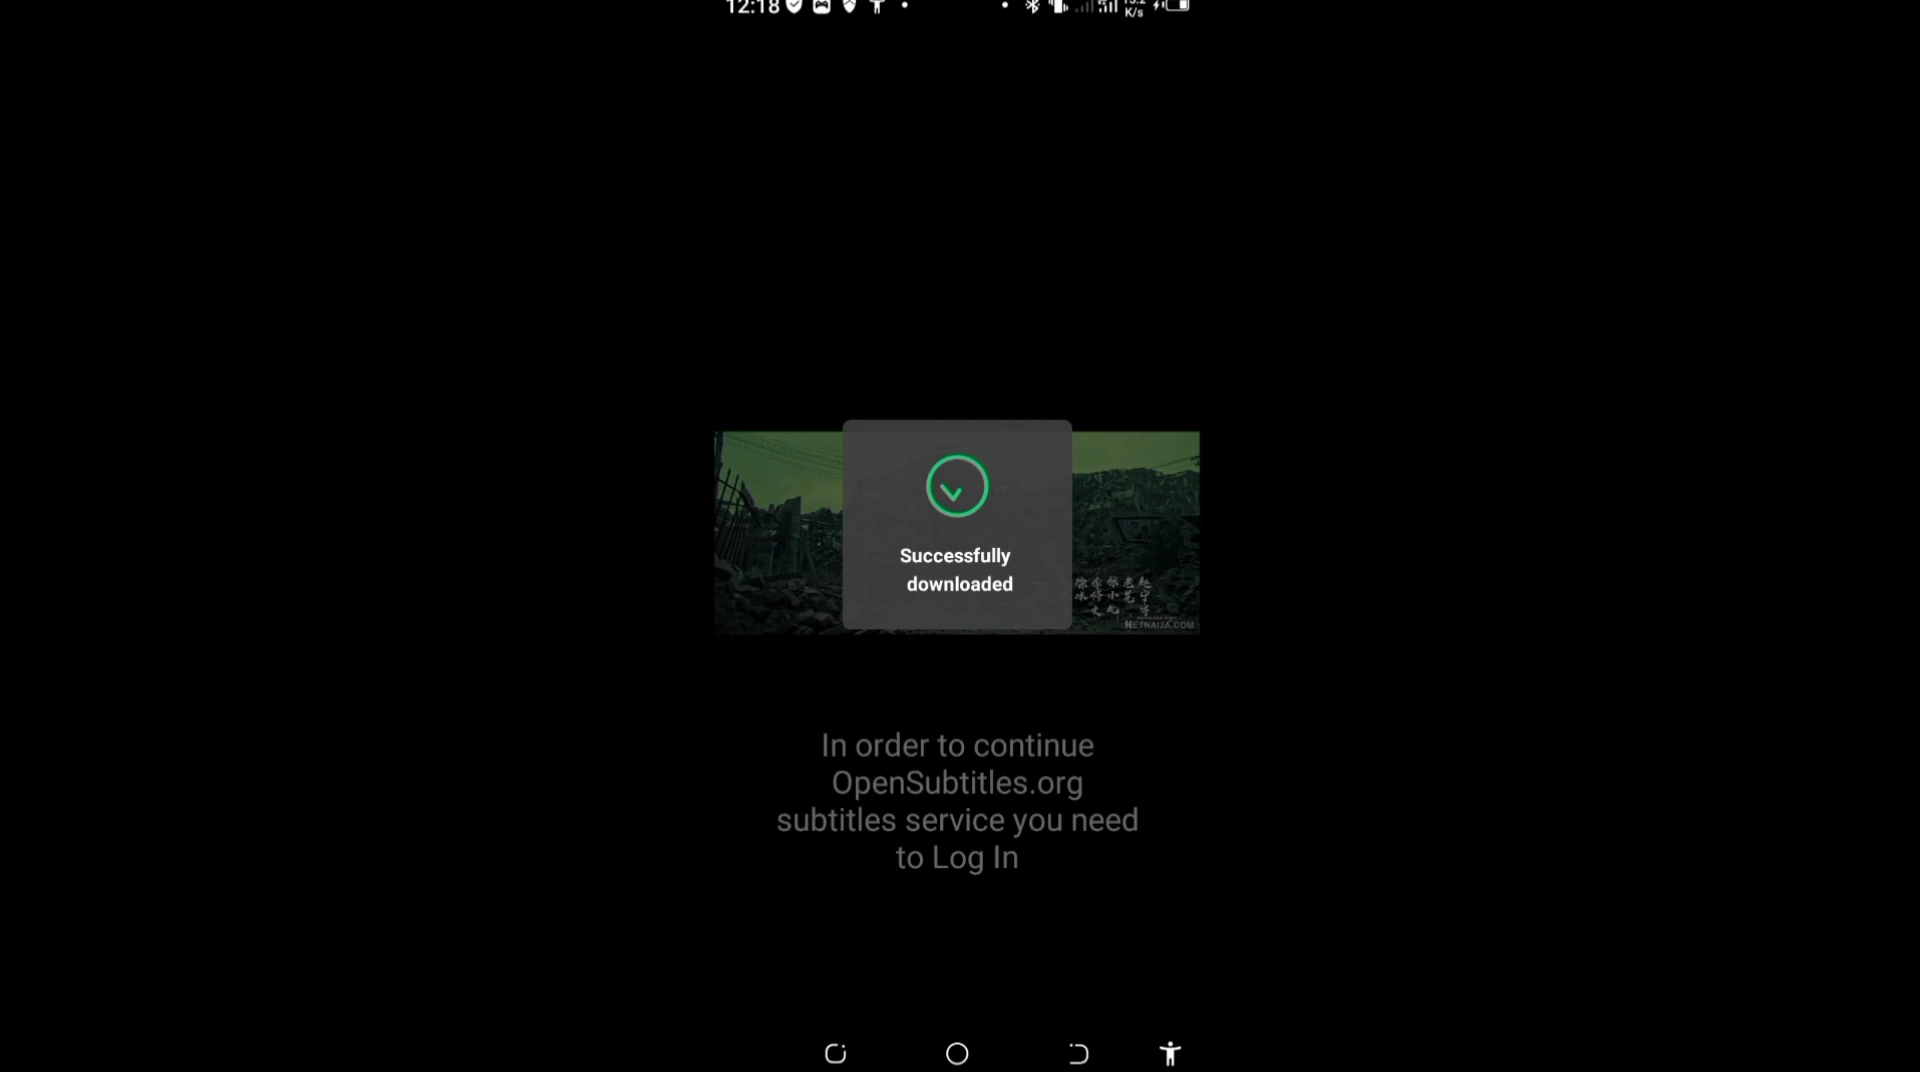 12:18
K/s
Successfully
downloaded
NETNAIJA.COM
In order to continue
OpenSubtitles.org
subtitles service you need
to Log In